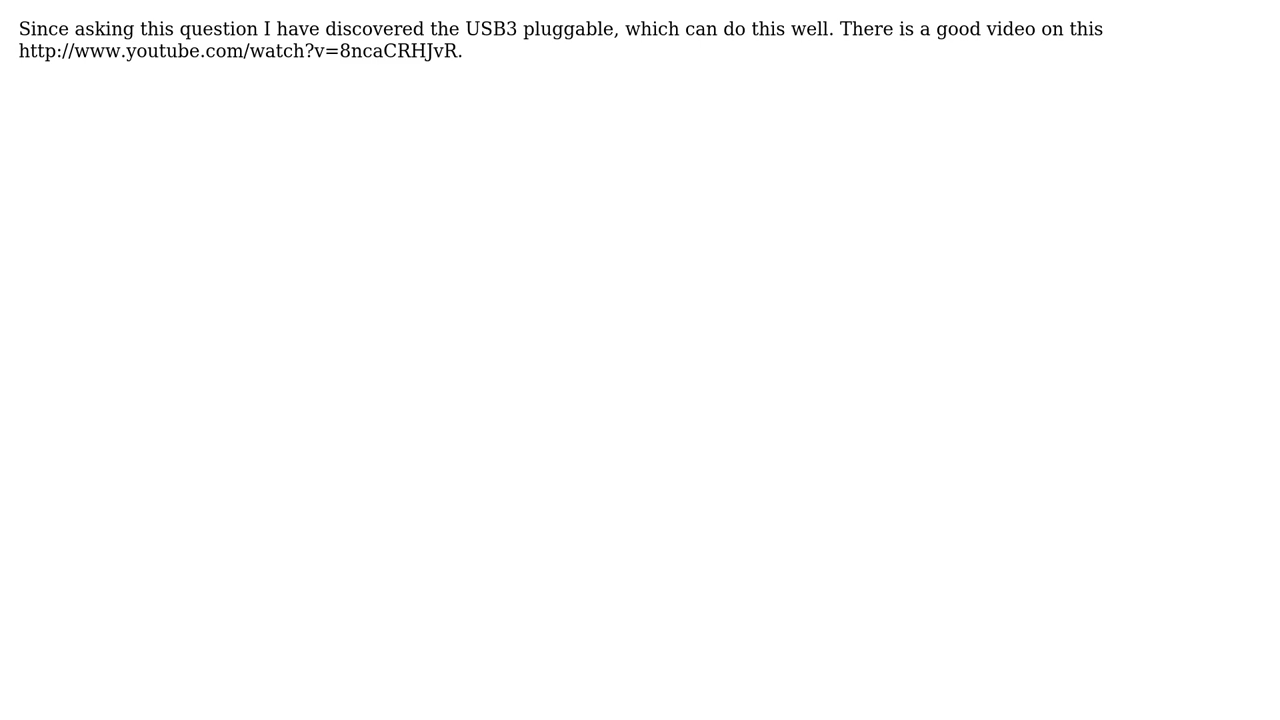 Since asking this question I have discovered the USB3 pluggable, which can do this well. There is a good video on this
http://www.youtube.com/watch?v=8ncaCRHJvR.